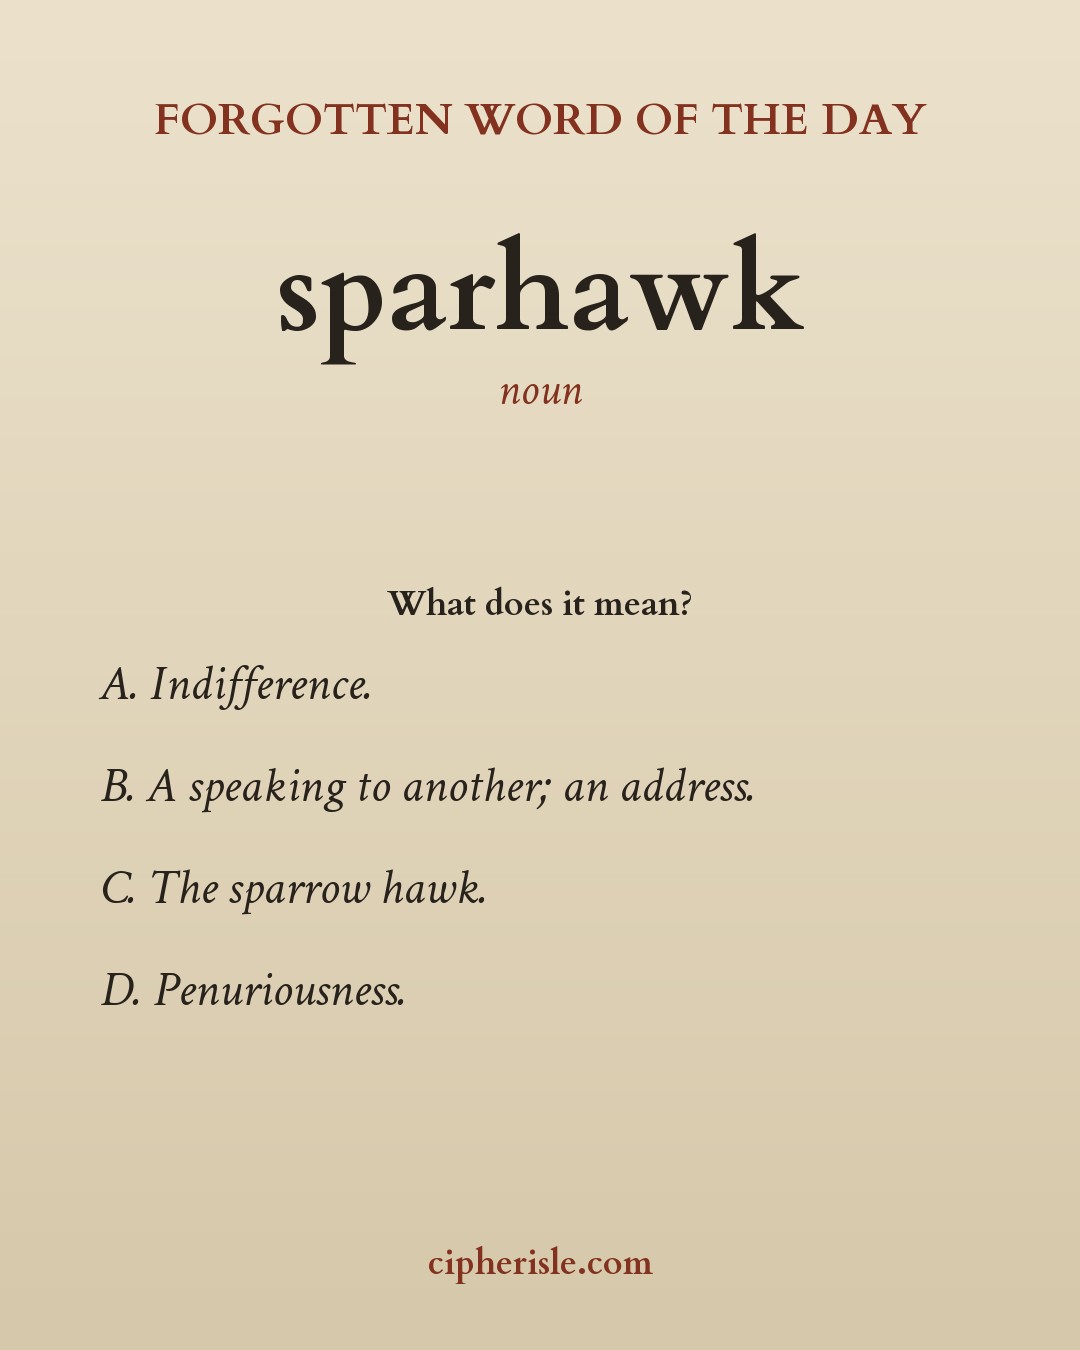 FORGOTTEN WORD OF THE DAY
sparhawk
noun
What does it mean?
A. Indifference.
B. A speaking to another; an address.
C. The sparrow hawk.
D. Penuriousness.
cipherisle.com